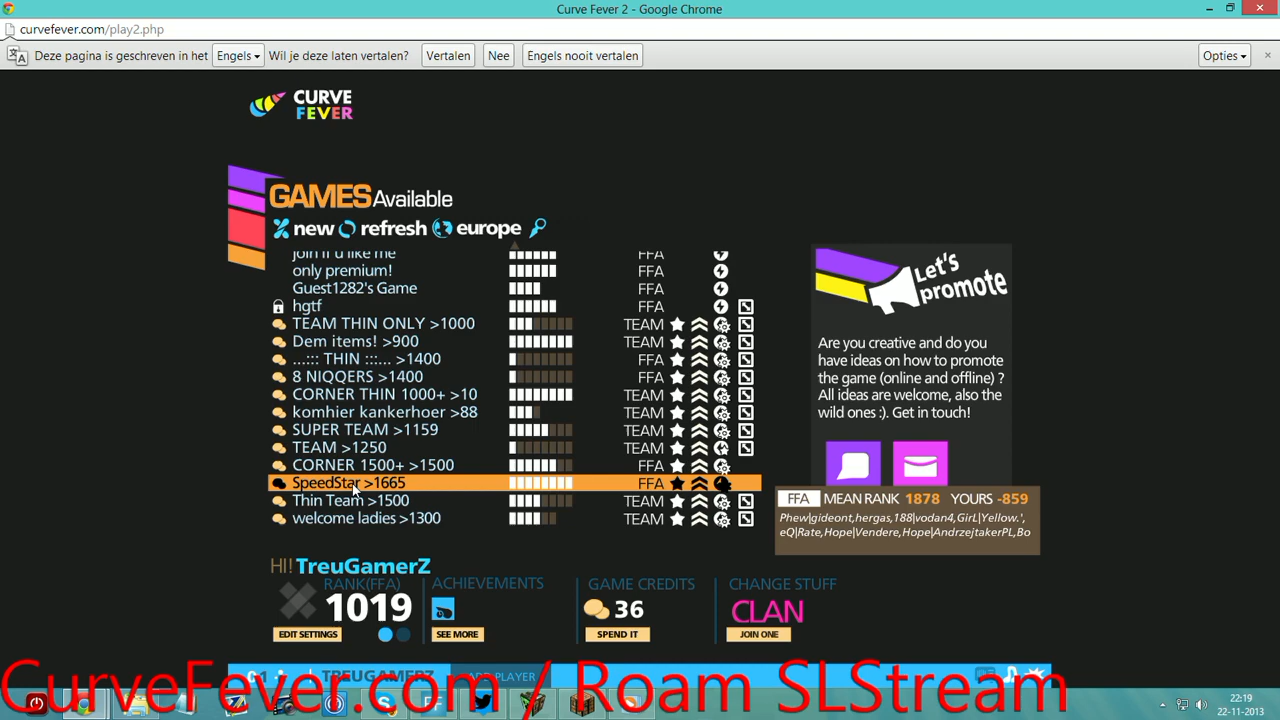 Curve Fever 2 - Google Chrome
curvefever.com/play2.php
Deze pagina is geschreven in het Engels Wil je deze laten vertalen? Vertalen Nee Engels nooit vertalen Opties
CURVE
FEVER
GAMES Available
new refresh europe
join if u like me FFA
only premium! FFA
Guest1282's Game FFA
hgtf FFA
TEAM THIN ONLY >1000 TEAM
Dem items! >900 TEAM
...::: THIN :::... >1400 FFA
8 NIQQERS >1400 FFA
CORNER THIN 1000+ >10 TEAM
komhier kankerhoer >88 TEAM
SUPER TEAM >1159 TEAM
TEAM >1250 TEAM
CORNER 1500+ >1500 FFA
SpeedStar >1665 FFA
Thin Team >1500 TEAM
welcome ladies >1300 TEAM
Let's
promote
Are you creative and do you
have ideas on how to promote
the game (online and offline) ?
All ideas are welcome, also the
wild ones :). Get in touch!
FFA MEAN RANK 1878 YOURS -859
Phew|gideont,hergas,188|vodan4,GirL|Yellow.',
eQ|Rate,Hope|Vendere,Hope|AndrzejtakerPL,Bo
HI! TreuGamerZ
RANK(FFA) ACHIEVEMENTS GAME CREDITS CHANGE STUFF
1019 36 CLAN
EDIT SETTINGS SEE MORE SPEND IT JOIN ONE
TREUGAMERZ ADD PLAYER
CurveFever.com / Roam SLStream
22:19
22-11-2013